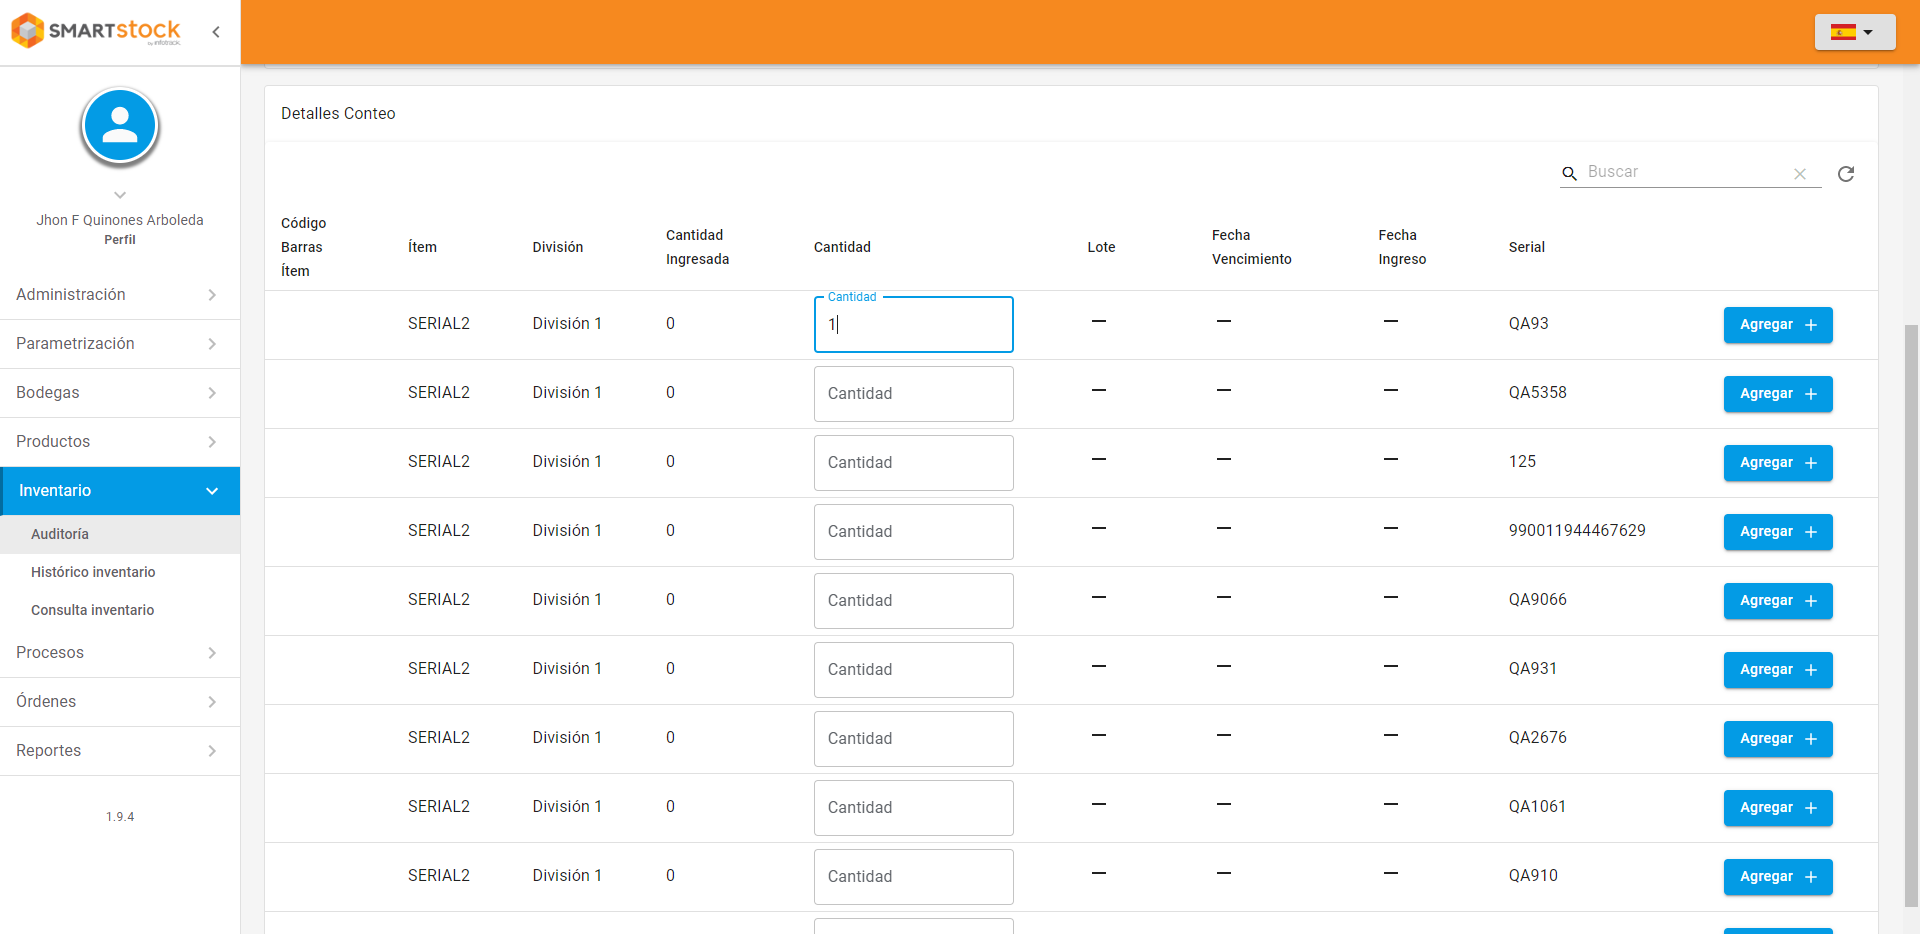 SMARTstock
by infotrack
Jhon F Quinones Arboleda
Perfil
Administración
Parametrización
Bodegas
Productos
Inventario
Auditoría
Histórico inventario
Consulta inventario
Procesos
Órdenes
Reportes
1.9.4
Detalles Conteo
Buscar
Código Barras Ítem Ítem División Cantidad Ingresada Cantidad Lote Fecha Vencimiento Fecha Ingreso Serial
Cantidad
SERIAL2 División 1 0 1 — — — QA93 Agregar +
SERIAL2 División 1 0 Cantidad — — — QA5358 Agregar +
SERIAL2 División 1 0 Cantidad — — — 125 Agregar +
SERIAL2 División 1 0 Cantidad — — — 990011944467629 Agregar +
SERIAL2 División 1 0 Cantidad — — — QA9066 Agregar +
SERIAL2 División 1 0 Cantidad — — — QA931 Agregar +
SERIAL2 División 1 0 Cantidad — — — QA2676 Agregar +
SERIAL2 División 1 0 Cantidad — — — QA1061 Agregar +
SERIAL2 División 1 0 Cantidad — — — QA910 Agregar +